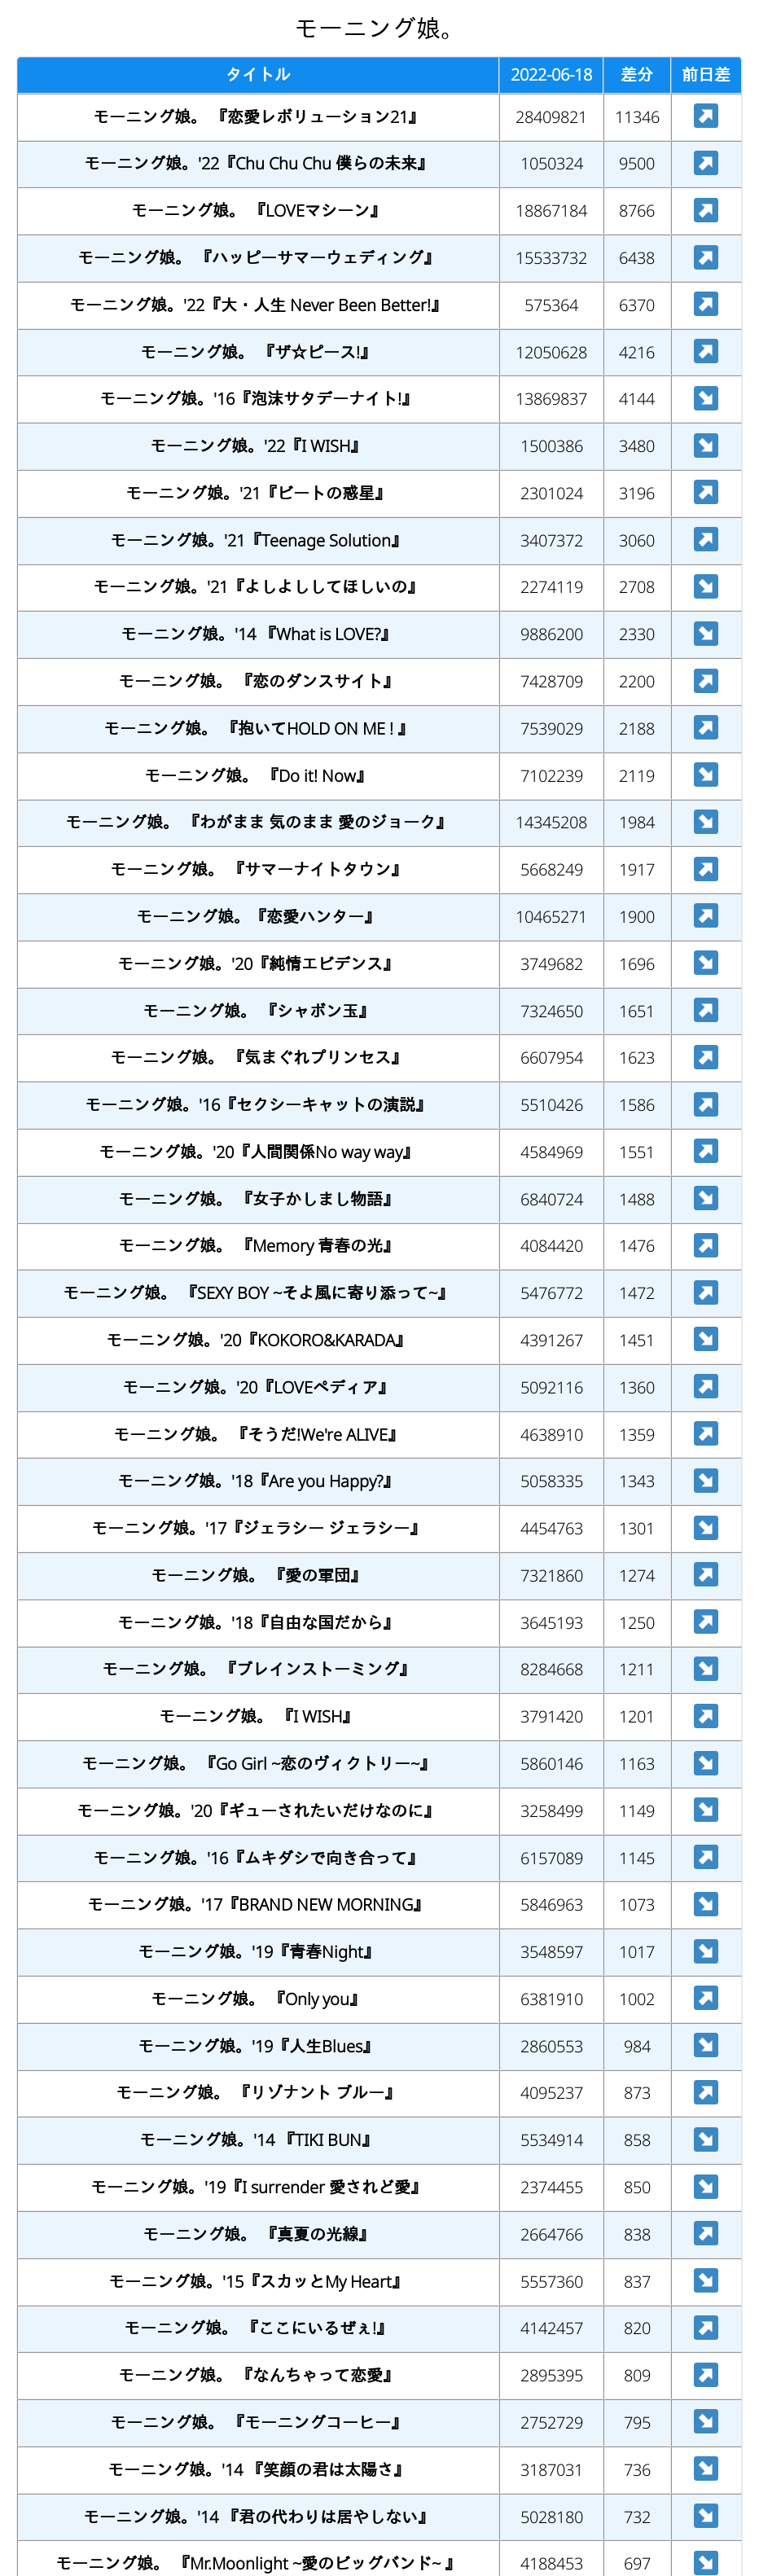 モーニング娘。
タイトル 2022-06-18 差分 前日差
モーニング娘。 『恋愛レボリューション21』 28409821 11346 ↗
モーニング娘。'22『Chu Chu Chu 僕らの未来』 1050324 9500 ↗
モーニング娘。 『LOVEマシーン』 18867184 8766 ↗
モーニング娘。 『ハッピーサマーウェディング』 15533732 6438 ↗
モーニング娘。'22『大・人生 Never Been Better!』 575364 6370 ↗
モーニング娘。 『ザ☆ピース!』 12050628 4216 ↗
モーニング娘。'16『泡沫サタデーナイト!』 13869837 4144 ↘
モーニング娘。'22『I WISH』 1500386 3480 ↘
モーニング娘。'21『ビートの惑星』 2301024 3196 ↗
モーニング娘。'21『Teenage Solution』 3407372 3060 ↗
モーニング娘。'21『よしよししてほしいの』 2274119 2708 ↘
モーニング娘。'14 『What is LOVE?』 9886200 2330 ↘
モーニング娘。 『恋のダンスサイト』 7428709 2200 ↗
モーニング娘。 『抱いてHOLD ON ME ! 』 7539029 2188 ↗
モーニング娘。 『Do it! Now』 7102239 2119 ↘
モーニング娘。 『わがまま 気のまま 愛のジョーク』 14345208 1984 ↘
モーニング娘。 『サマーナイトタウン』 5668249 1917 ↗
モーニング娘。『恋愛ハンター』 10465271 1900 ↗
モーニング娘。'20『純情エビデンス』 3749682 1696 ↘
モーニング娘。 『シャボン玉』 7324650 1651 ↗
モーニング娘。 『気まぐれプリンセス』 6607954 1623 ↗
モーニング娘。'16『セクシーキャットの演説』 5510426 1586 ↗
モーニング娘。'20『人間関係No way way』 4584969 1551 ↗
モーニング娘。 『女子かしまし物語』 6840724 1488 ↘
モーニング娘。 『Memory 青春の光』 4084420 1476 ↗
モーニング娘。 『SEXY BOY ~そよ風に寄り添って~』 5476772 1472 ↗
モーニング娘。'20『KOKORO&KARADA』 4391267 1451 ↘
モーニング娘。'20『LOVEペディア』 5092116 1360 ↗
モーニング娘。 『そうだ!We're ALIVE』 4638910 1359 ↗
モーニング娘。'18『Are you Happy?』 5058335 1343 ↘
モーニング娘。'17『ジェラシー ジェラシー』 4454763 1301 ↘
モーニング娘。 『愛の軍団』 7321860 1274 ↗
モーニング娘。'18『自由な国だから』 3645193 1250 ↗
モーニング娘。 『ブレインストーミング』 8284668 1211 ↘
モーニング娘。 『I WISH』 3791420 1201 ↗
モーニング娘。 『Go Girl ~恋のヴィクトリー~』 5860146 1163 ↘
モーニング娘。'20『ギューされたいだけなのに』 3258499 1149 ↘
モーニング娘。'16『ムキダシで向き合って』 6157089 1145 ↗
モーニング娘。'17『BRAND NEW MORNING』 5846963 1073 ↘
モーニング娘。'19『青春Night』 3548597 1017 ↘
モーニング娘。 『Only you』 6381910 1002 ↗
モーニング娘。'19『人生Blues』 2860553 984 ↘
モーニング娘。 『リゾナント ブルー』 4095237 873 ↗
モーニング娘。'14 『TIKI BUN』 5534914 858 ↘
モーニング娘。'19『I surrender 愛されど愛』 2374455 850 ↘
モーニング娘。 『真夏の光線』 2664766 838 ↗
モーニング娘。'15『スカッとMy Heart』 5557360 837 ↘
モーニング娘。 『ここにいるぜぇ!』 4142457 820 ↗
モーニング娘。 『なんちゃって恋愛』 2895395 809 ↗
モーニング娘。 『モーニングコーヒー』 2752729 795 ↘
モーニング娘。'14 『笑顔の君は太陽さ』 3187031 736 ↘
モーニング娘。'14 『君の代わりは居やしない』 5028180 732 ↘
モーニング娘。 『Mr.Moonlight ~愛のビッグバンド~ 』 4188453 697 ↘